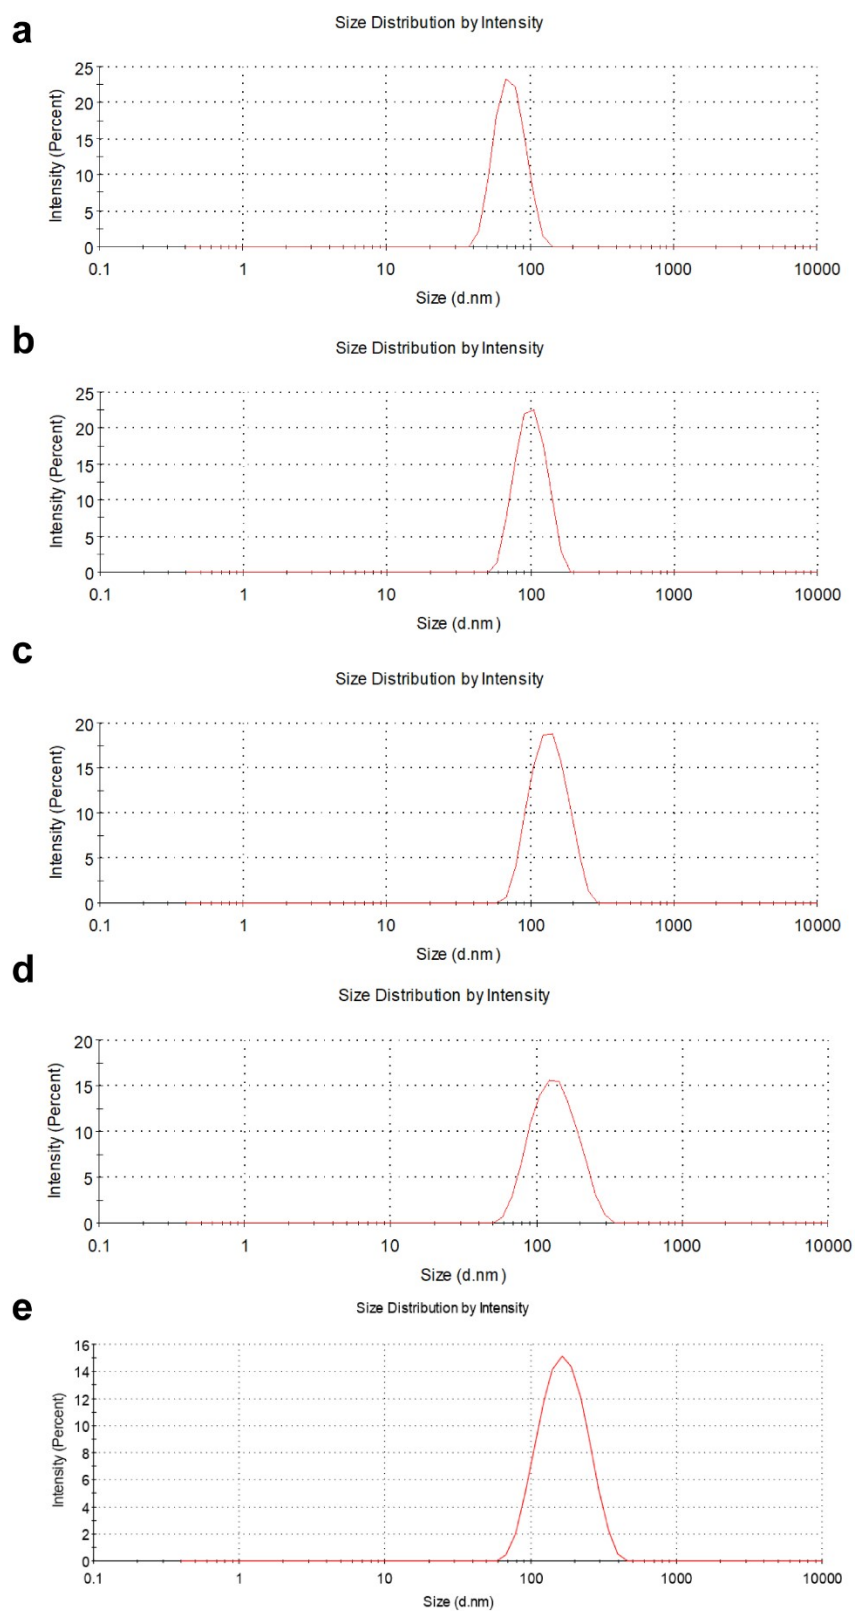 a
Size Distribution by Intensity
Intensity (Percent)
25
20
15
10
5
0
0.1 1 10 100 1000 10000
Size (d.nm)
b
Size Distribution by Intensity
Intensity (Percent)
25
20
15
10
5
0
0.1 1 10 100 1000 10000
Size (d.nm)
c
Size Distribution by Intensity
Intensity (Percent)
20
15
10
5
0
0.1 1 10 100 1000 10000
Size (d.nm)
d
Size Distribution by Intensity
Intensity (Percent)
20
15
10
5
0
0.1 1 10 100 1000 10000
Size (d.nm)
e
Size Distribution by Intensity
Intensity (Percent)
16
14
12
10
8
6
4
2
0
0.1 1 10 100 1000 10000
Size (d.nm)